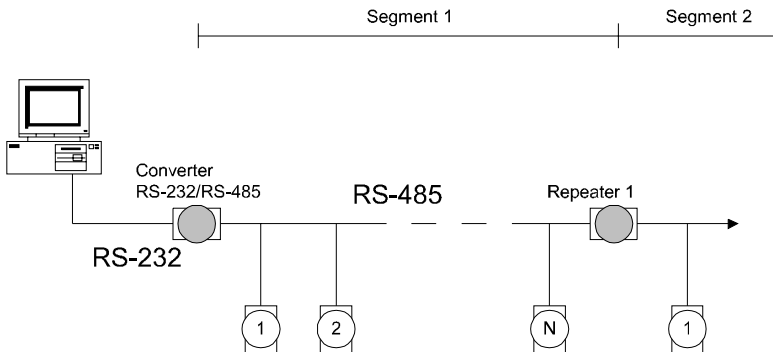 Segment 1
Segment 2
Converter
RS-232/RS-485
RS-485
Repeater 1
RS-232
1
2
N
1